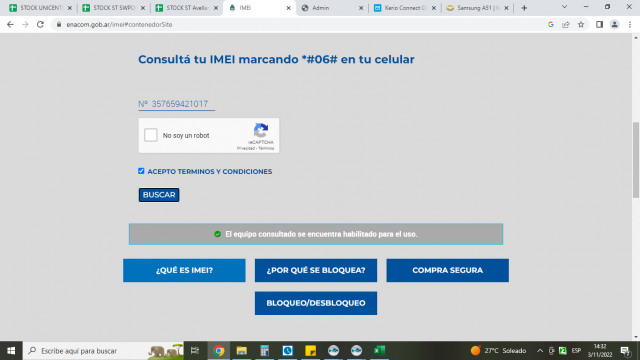 STOCK UNICENT
STOCK ST SWPO
STOCK ST Avella
IMEI
Admin
Kerio Connect C
Samsung A51 |
enacom.gob.ar/imei#contenedorSite
Consultá tu IMEI marcando *#06# en tu celular
Nº 357659421017
No soy un robot
reCAPTCHA
Privacidad - Términos
ACEPTO TERMINOS Y CONDICIONES
BUSCAR
El equipo consultado se encuentra habilitado para el uso.
¿QUÉ ES IMEI?
¿POR QUÉ SE BLOQUEA?
COMPRA SEGURA
BLOQUEO/DESBLOQUEO
Escribe aquí para buscar
27°C Soleado
ESP
14:32
3/11/2022